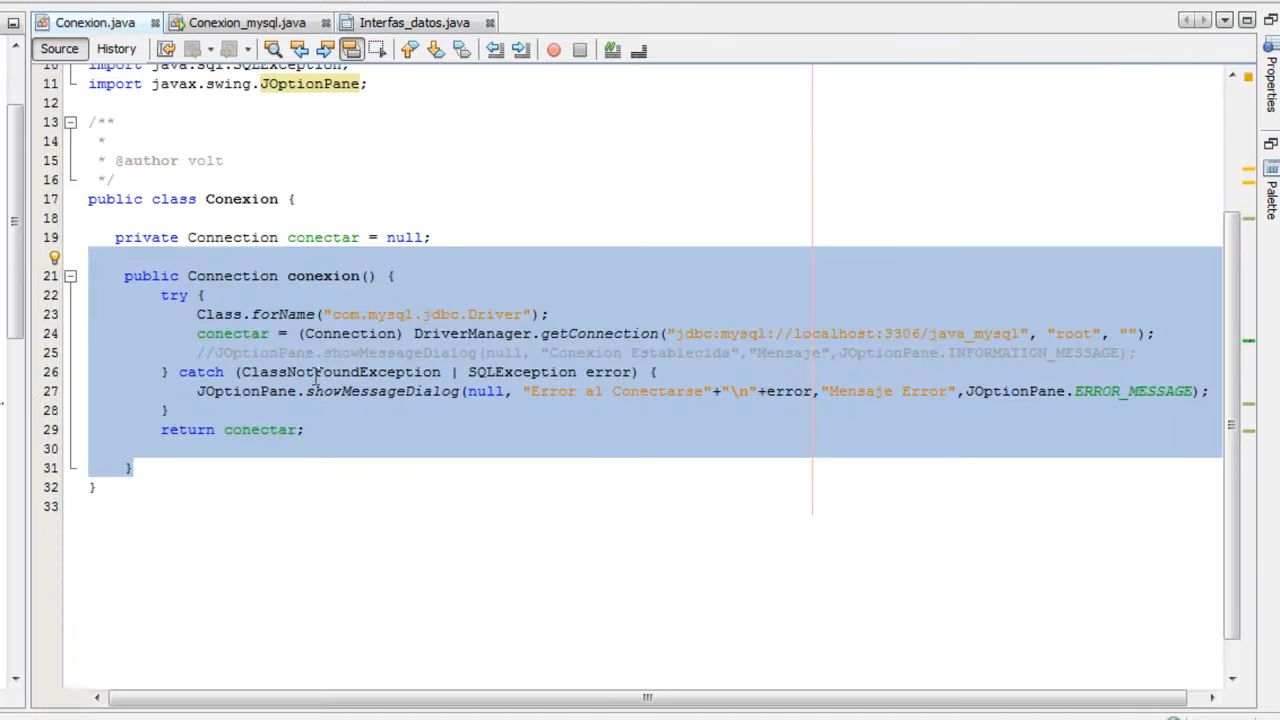 Conexion.java Conexion_mysql.java Interfas_datos.java
Source History
10 import java.sql.SQLException;
11 import javax.swing.JOptionPane;
12
13 /**
14 *
15 * @author volt
16 */
17 public class Conexion {
18
19 private Connection conectar = null;
21 public Connection conexion() {
22 try {
23 Class.forName("com.mysql.jdbc.Driver");
24 conectar = (Connection) DriverManager.getConnection("jdbc:mysql://localhost:3306/java_mysql", "root", "");
25 //JOptionPane.showMessageDialog(null, "Conexion Establecida","Mensaje",JOptionPane.INFORMATION_MESSAGE);
26 } catch (ClassNotFoundException | SQLException error) {
27 JOptionPane.showMessageDialog(null, "Error al Conectarse"+"\n"+error,"Mensaje Error",JOptionPane.ERROR_MESSAGE);
28 }
29 return conectar;
30
31 }
32 }
33
Properties
Palette